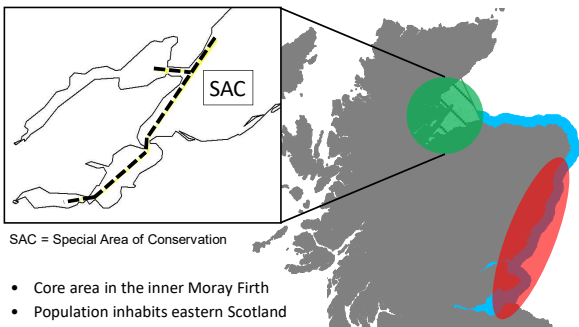 SAC
SAC = Special Area of Conservation
• Core area in the inner Moray Firth
• Population inhabits eastern Scotland